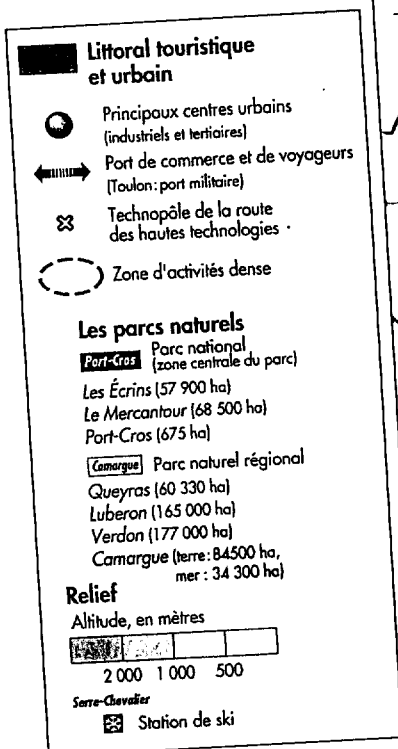 Littoral touristique
et urbain
Principaux centres urbains
(industriels et tertiaires)
Port de commerce et de voyageurs
(Toulon: port militaire)
Technopôle de la route
des hautes technologies
Zone d'activités dense
Les parcs naturels
Port-Cros Parc national
(zone centrale du parc)
Les Écrins (57 900 ha)
Le Mercantour (68 500 ha)
Port-Cros (675 ha)
Camargue Parc naturel régional
Queyras (60 330 ha)
Luberon (165 000 ha)
Verdon (177 000 ha)
Camargue (terre: 84500 ha,
mer : 34 300 ha)
Relief
Altitude, en mètres
2 000 1 000 500
Serre-Chevalier
Station de ski